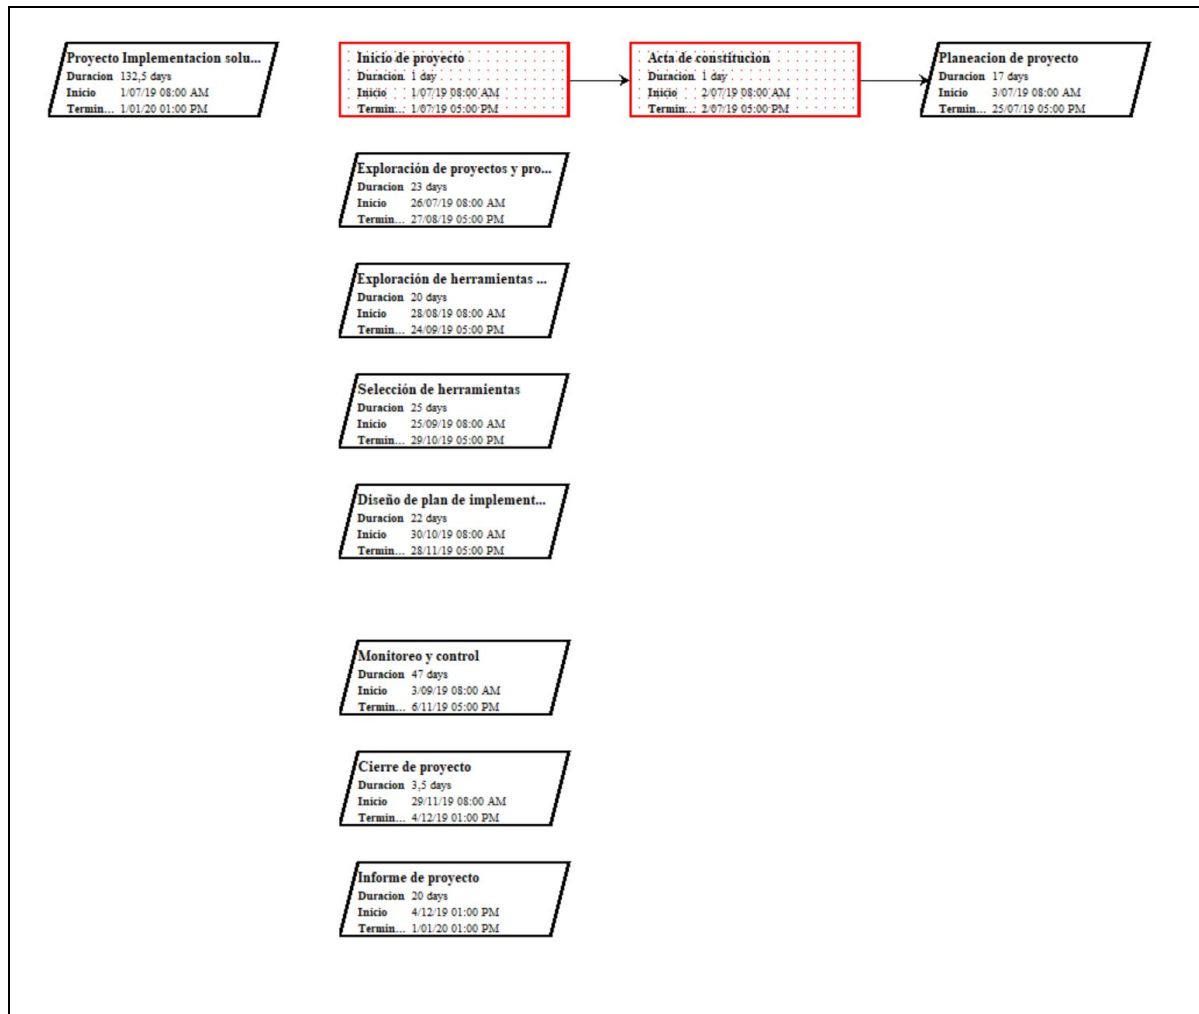 Proyecto Implementacion solu...
Duracion 132,5 days
Inicio 1/07/19 08:00 AM
Termin... 1/01/20 01:00 PM
Inicio de proyecto
Duracion 1 day
Inicio 1/07/19 08:00 AM
Termin... 1/07/19 05:00 PM
Acta de constitucion
Duracion 1 day
Inicio 2/07/19 08:00 AM
Termin... 2/07/19 05:00 PM
Planeacion de proyecto
Duracion 17 days
Inicio 3/07/19 08:00 AM
Termin... 25/07/19 05:00 PM
Exploración de proyectos y pro...
Duracion 23 days
Inicio 26/07/19 08:00 AM
Termin... 27/08/19 05:00 PM
Exploración de herramientas ...
Duracion 20 days
Inicio 28/08/19 08:00 AM
Termin... 24/09/19 05:00 PM
Selección de herramientas
Duracion 25 days
Inicio 25/09/19 08:00 AM
Termin... 29/10/19 05:00 PM
Diseño de plan de implement...
Duracion 22 days
Inicio 30/10/19 08:00 AM
Termin... 28/11/19 05:00 PM
Monitoreo y control
Duracion 47 days
Inicio 3/09/19 08:00 AM
Termin... 6/11/19 05:00 PM
Cierre de proyecto
Duracion 3,5 days
Inicio 29/11/19 08:00 AM
Termin... 4/12/19 01:00 PM
Informe de proyecto
Duracion 20 days
Inicio 4/12/19 01:00 PM
Termin... 1/01/20 01:00 PM